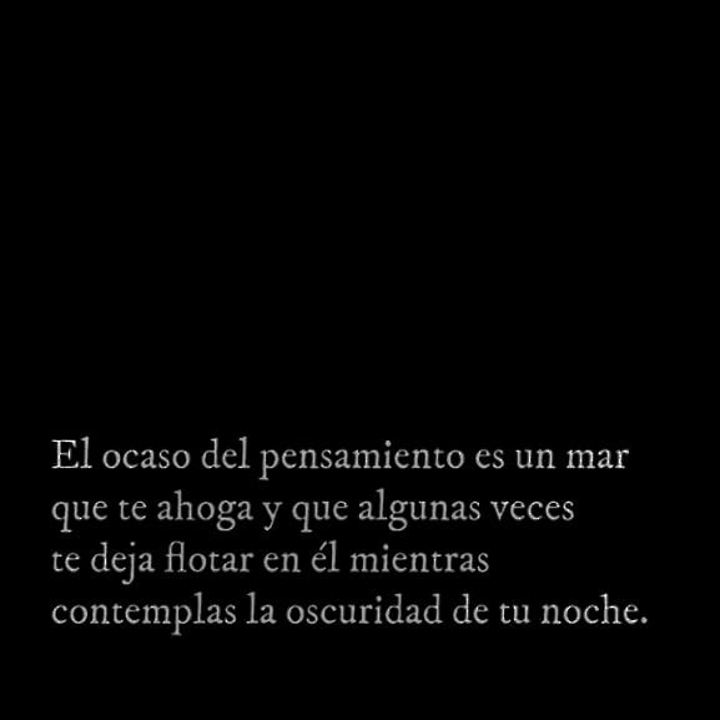 El ocaso del pensamiento es un mar
que te ahoga y que algunas veces
te deja flotar en él mientras
contemplas la oscuridad de tu noche.